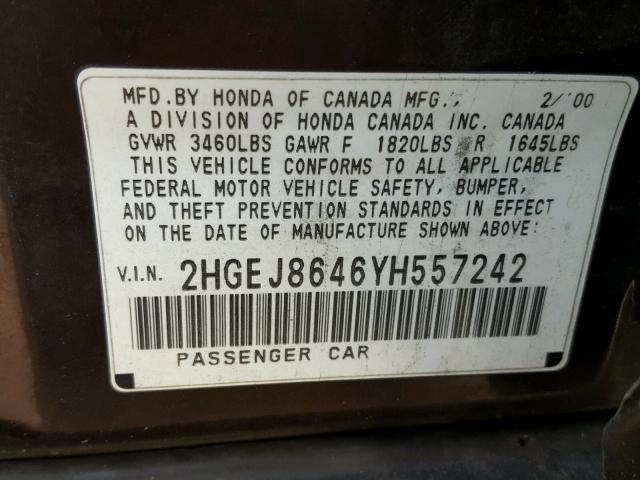 MFD.BY HONDA OF CANADA MFG., 2/'00
A DIVISION OF HONDA CANADA INC. CANADA
GVWR 3460LBS GAWR F 1820LBS R 1645LBS
THIS VEHICLE CONFORMS TO ALL APPLICABLE
FEDERAL MOTOR VEHICLE SAFETY, BUMPER,
AND THEFT PREVENTION STANDARDS IN EFFECT
ON THE DATE OF MANUFACTURE SHOWN ABOVE:
V.I.N. 2HGEJ8646YH557242
PASSENGER CAR